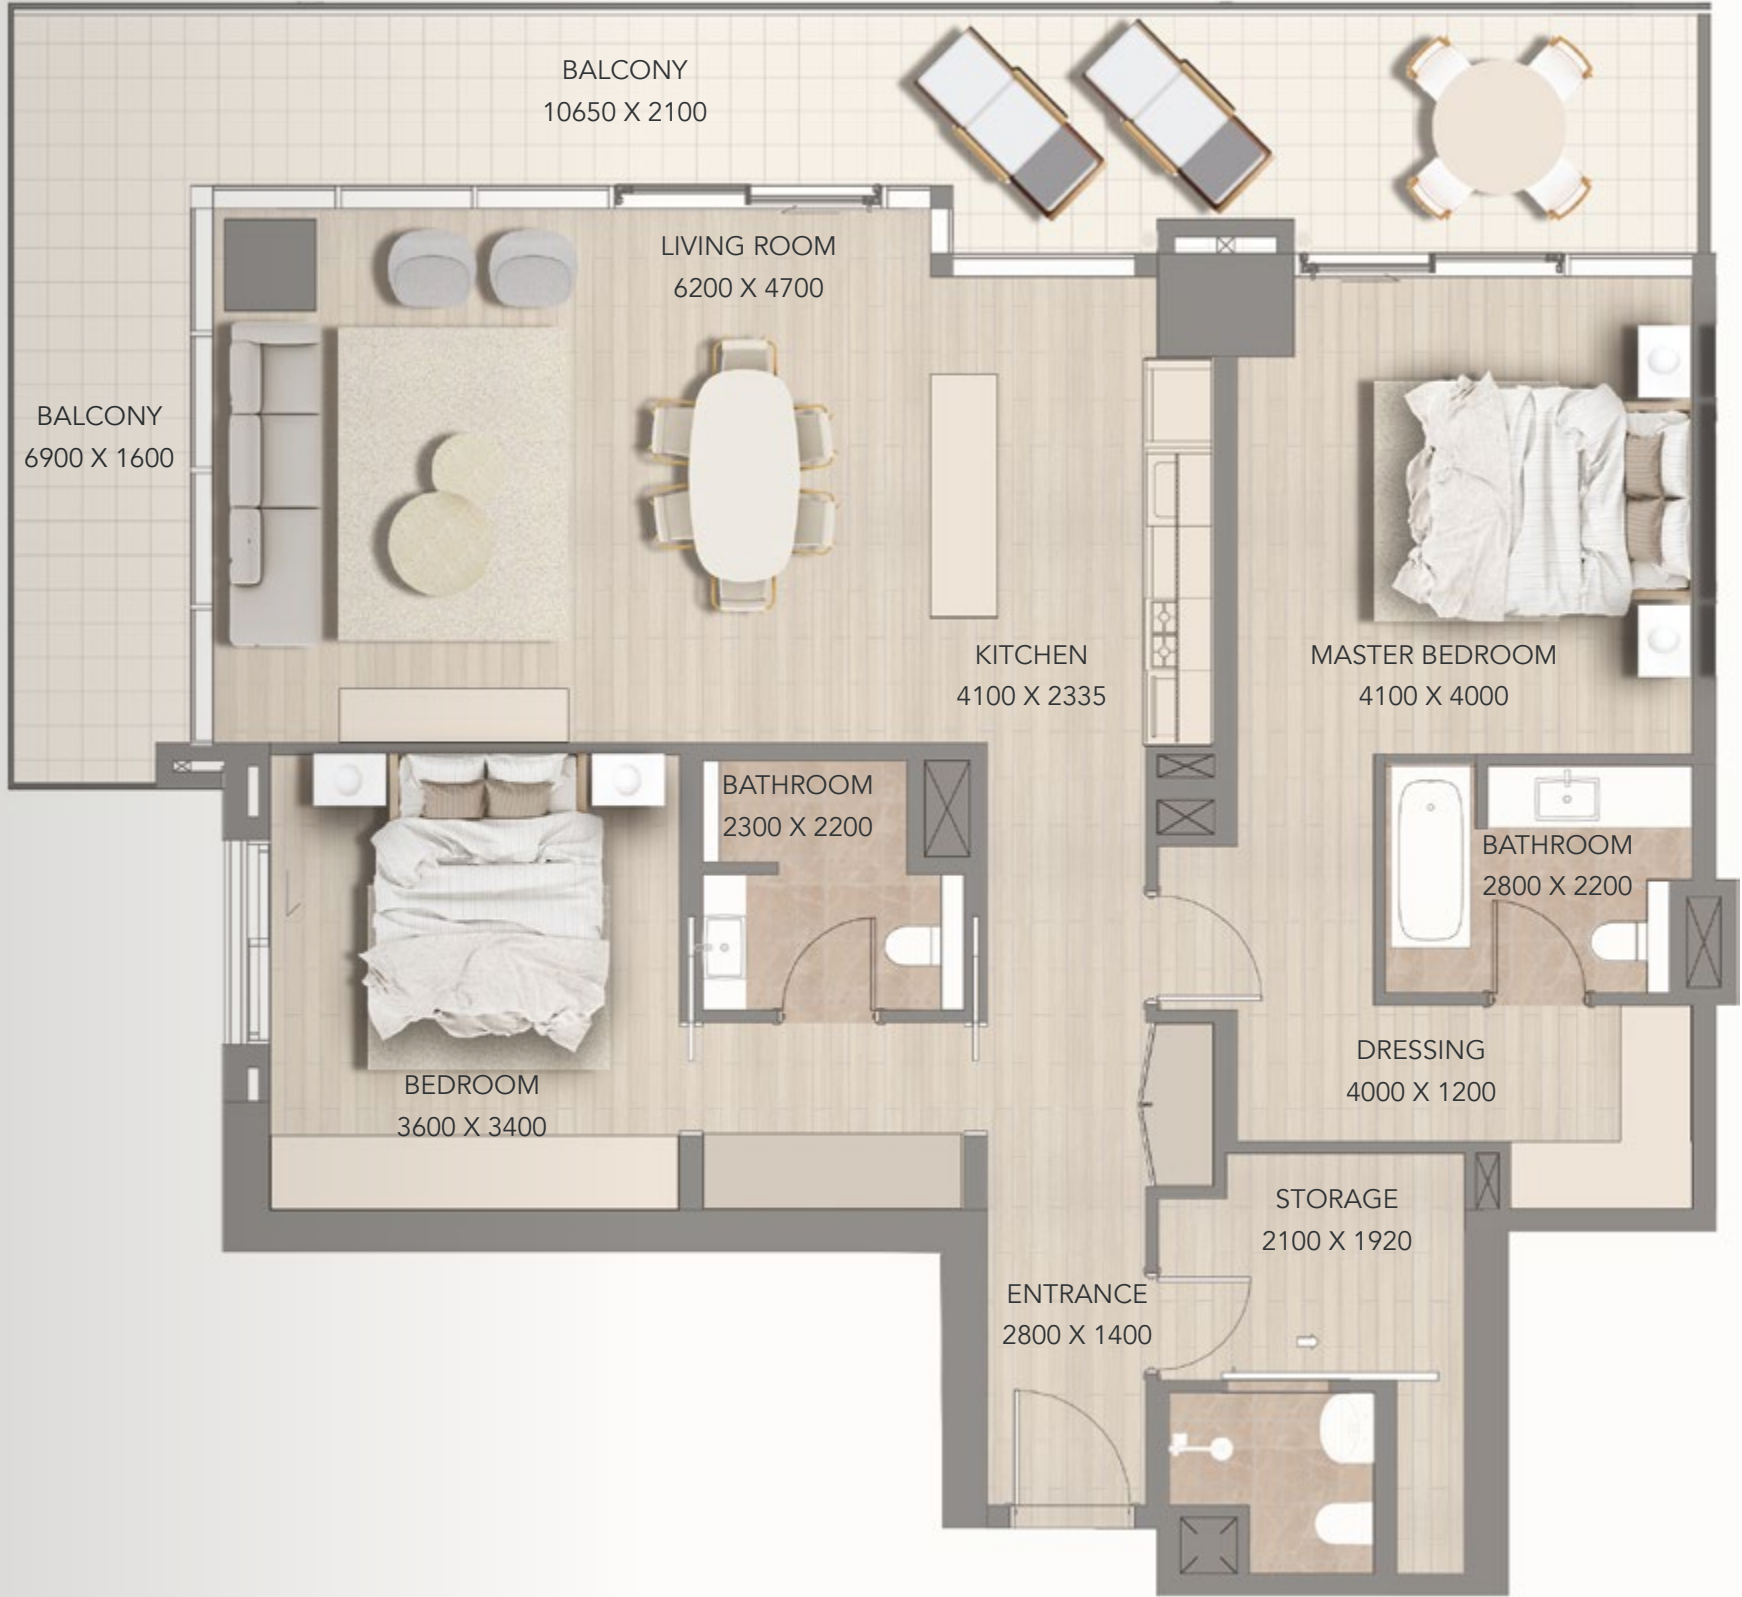 BALCONY
10650 X 2100
LIVING ROOM
6200 X 4700
BALCONY
6900 X 1600
KITCHEN
4100 X 2335
MASTER BEDROOM
4100 X 4000
BATHROOM
2300 X 2200
BATHROOM
2800 X 2200
BEDROOM
3600 X 3400
DRESSING
4000 X 1200
STORAGE
2100 X 1920
ENTRANCE
2800 X 1400